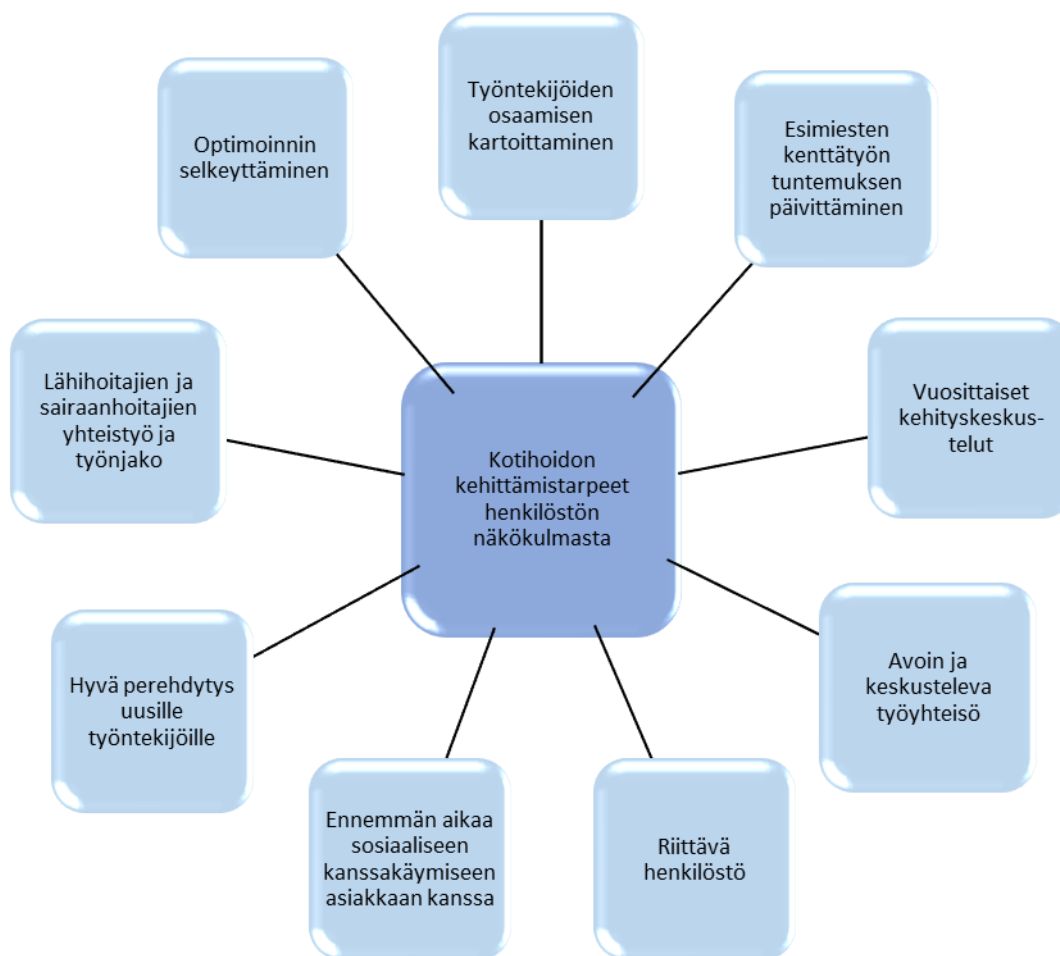 Työntekijöiden
osaamisen
kartoittaminen
Optimoinnin
selkeyttäminen
Esimiesten
kenttätyön
tuntemuksen
päivittäminen
Lähihoitajien ja
sairaanhoitajien
yhteistyö ja
työnjako
Vuosittaiset
kehityskeskus-
telut
Kotihoidon
kehittämistarpeet
henkilöstön
näkökulmasta
Hyvä perehdytys
uusille
työntekijöille
Avoin ja
keskusteleva
työyhteisö
Ennemmän aikaa
sosiaaliseen
kanssakäymiseen
asiakkaan kanssa
Riittävä
henkilöstö